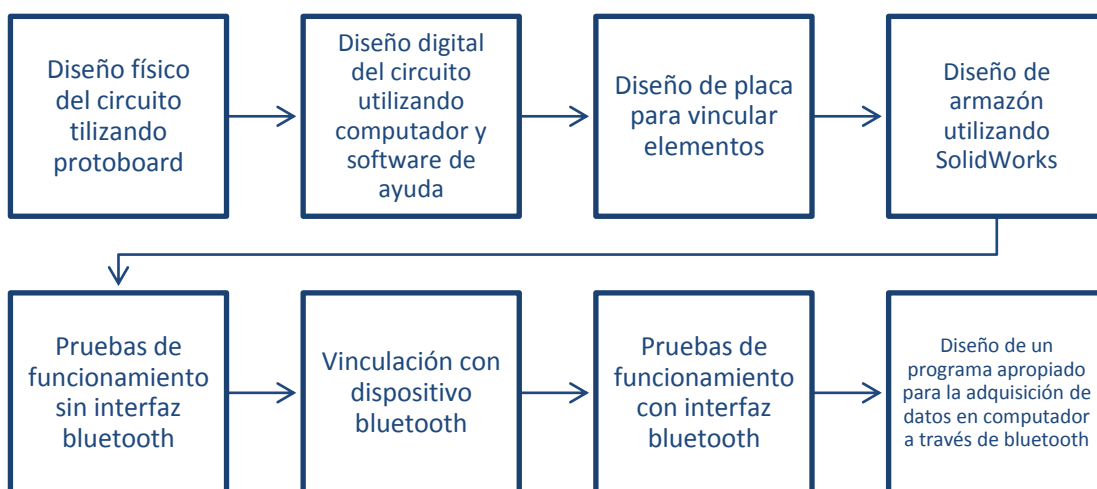 Diseño físico
del circuito
tilizando
protoboard
Diseño digital
del circuito
utilizando
computador y
software de
ayuda
Diseño de placa
para vincular
elementos
Diseño de
armazón
utilizando
SolidWorks
Pruebas de
funcionamiento
sin interfaz
bluetooth
Vinculación con
dispositivo
bluetooth
Pruebas de
funcionamiento
con interfaz
bluetooth
Diseño de un
programa apropiado
para la adquisición de
datos en computador
a través de bluetooth